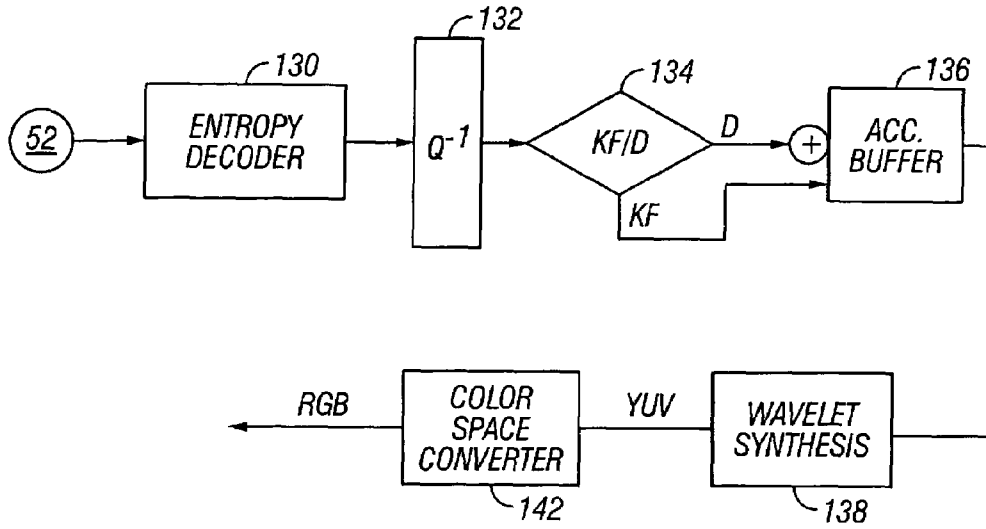 132
130
134
136
52
ENTROPY
DECODER
Q-1
KF/D
D
+
ACC.
BUFFER
KF
RGB
COLOR
SPACE
CONVERTER
YUV
WAVELET
SYNTHESIS
142
138